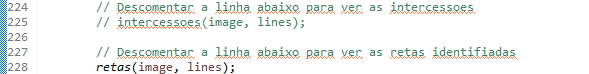 224 // Descomentar a linha abaixo para ver as intercessoes
225 // intercessoes(image, lines);
226
227 // Descomentar a linha abaixo para ver as retas identifiadas
228 retas(image, lines);